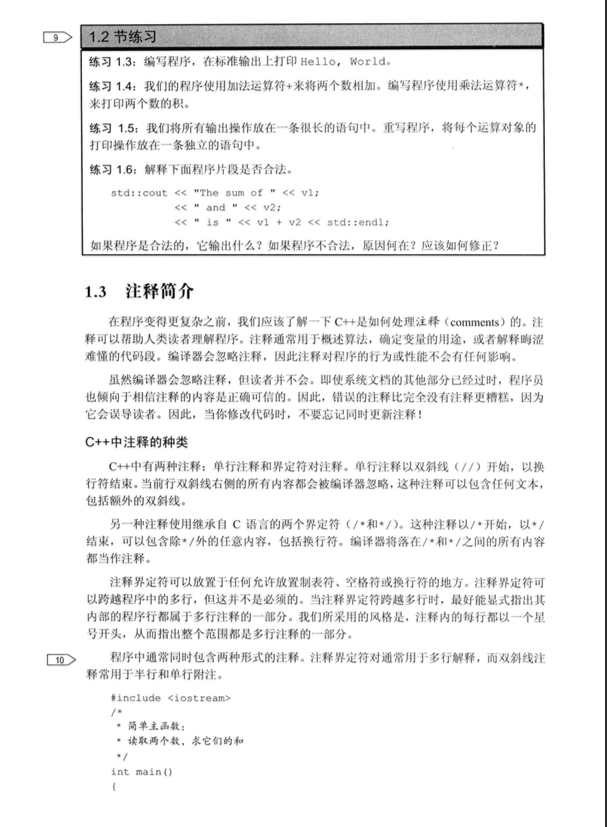 9
1.2 节练习
练习 1.3：编写程序，在标准输出上打印 Hello, World。
练习 1.4：我们的程序使用加法运算符+来将两个数相加。编写程序使用乘法运算符*，
来打印两个数的积。
练习 1.5：我们将所有输出操作放在一条很长的语句中。重写程序，将每个运算对象的
打印操作放在一条独立的语句中。
练习 1.6：解释下面程序片段是否合法。
std::cout << "The sum of " << v1;
<< " and " << v2;
<< " is " << v1 + v2 << std::endl;
如果程序是合法的，它输出什么？如果程序不合法，原因何在？应该如何修正？
1.3 注释简介
在程序变得更复杂之前，我们应该了解一下 C++是如何处理注释（comments）的。注
释可以帮助人类读者理解程序。注释通常用于概述算法，确定变量的用途，或者解释晦涩
难懂的代码段。编译器会忽略注释，因此注释对程序的行为或性能不会有任何影响。
虽然编译器会忽略注释，但读者并不会。即使系统文档的其他部分已经过时，程序员
也倾向于相信注释的内容是正确可信的。因此，错误的注释比完全没有注释更糟糕，因为
它会误导读者。因此，当你修改代码时，不要忘记同时更新注释！
C++中注释的种类
C++中有两种注释：单行注释和界定符对注释。单行注释以双斜线（//）开始，以换
行符结束。当前行双斜线右侧的所有内容都会被编译器忽略，这种注释可以包含任何文本，
包括额外的双斜线。
另一种注释使用继承自 C 语言的两个界定符（/*和*/）。这种注释以/*开始，以*/
结束，可以包含除*/外的任意内容，包括换行符。编译器将落在/*和*/之间的所有内容
都当作注释。
注释界定符可以放置于任何允许放置制表符、空格符或换行符的地方。注释界定符可
以跨越程序中的多行，但这并不是必须的。当注释界定符跨越多行时，最好能显式指出其
内部的程序行都属于多行注释的一部分。我们所采用的风格是，注释内的每行都以一个星
号开头，从而指出整个范围都是多行注释的一部分。
10
程序中通常同时包含两种形式的注释。注释界定符对通常用于多行解释，而双斜线注
释常用于半行和单行附注。
#include <iostream>
/*
* 简单主函数：
* 读取两个数，求它们的和
*/
int main()
{